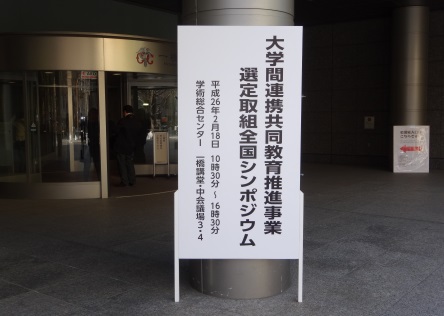 大学間連携共同教育推進事業
選定取組全国シンポジウム
平成26年2月18日 10時30分 ～ 16時30分
学術総合センター 一橋講堂・中会議場3・4